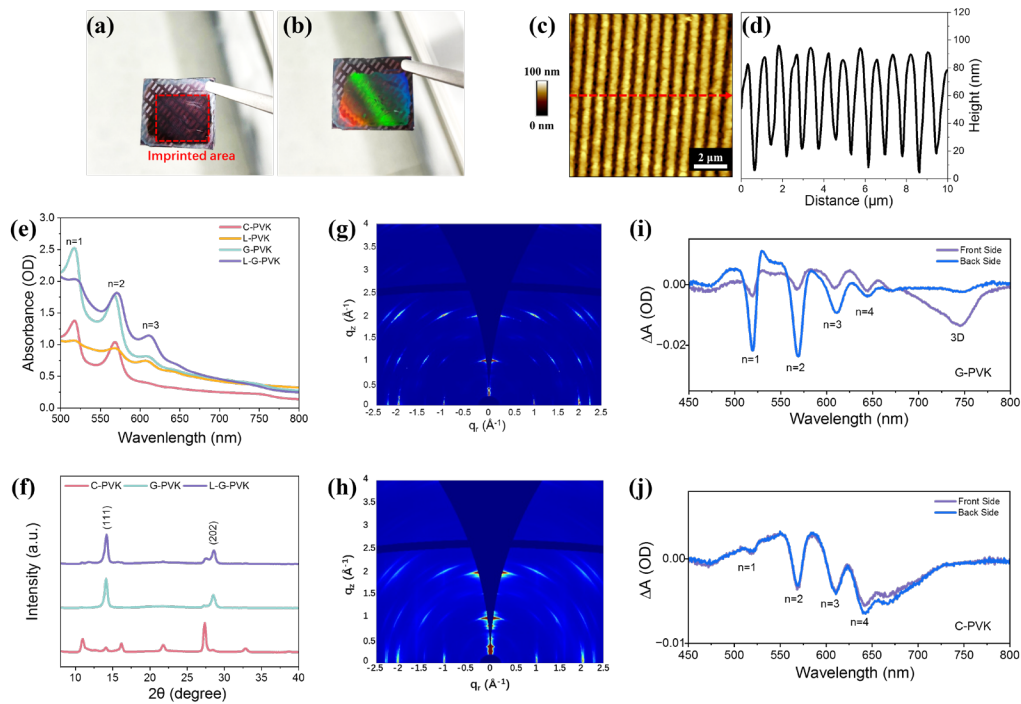 (a)
Imprinted area
(b)
(c)
100 nm
0 nm
2 μm
(d)
120
100
80
60
40
20
0
Height (nm)
0 2 4 6 8 10
Distance (μm)
(e)
3.0
2.5
2.0
1.5
1.0
0.5
0.0
Absorbance (OD)
n=1
n=2
n=3
C-PVK
L-PVK
G-PVK
L-G-PVK
500 550 600 650 700 750 800
Wavelength (nm)
(g)
4
3.5
3
2.5
2
1.5
1
0.5
0
qz (Å-1)
-2.5 -2 -1.5 -1 -0.5 0 0.5 1 1.5 2 2.5
qr (Å-1)
(i)
0.00
−0.02
ΔA (OD)
Front Side
Back Side
n=1
n=2
n=3
n=4
3D
G-PVK
450 500 550 600 650 700 750 800
Wavelength (nm)
(f)
Intensity (a.u.)
C-PVK G-PVK L-G-PVK
(111)
(202)
10 15 20 25 30 35 40
2θ (degree)
(h)
4
3.5
3
2.5
2
1.5
1
0.5
0
qz (Å-1)
-2.5 -2 -1.5 -1 -0.5 0 0.5 1 1.5 2 2.5
qr (Å-1)
(j)
0.00
−0.01
ΔA (OD)
Front Side
Back Side
n=1
n=2
n=3
n=4
C-PVK
450 500 550 600 650 700 750 800
Wavelength (nm)